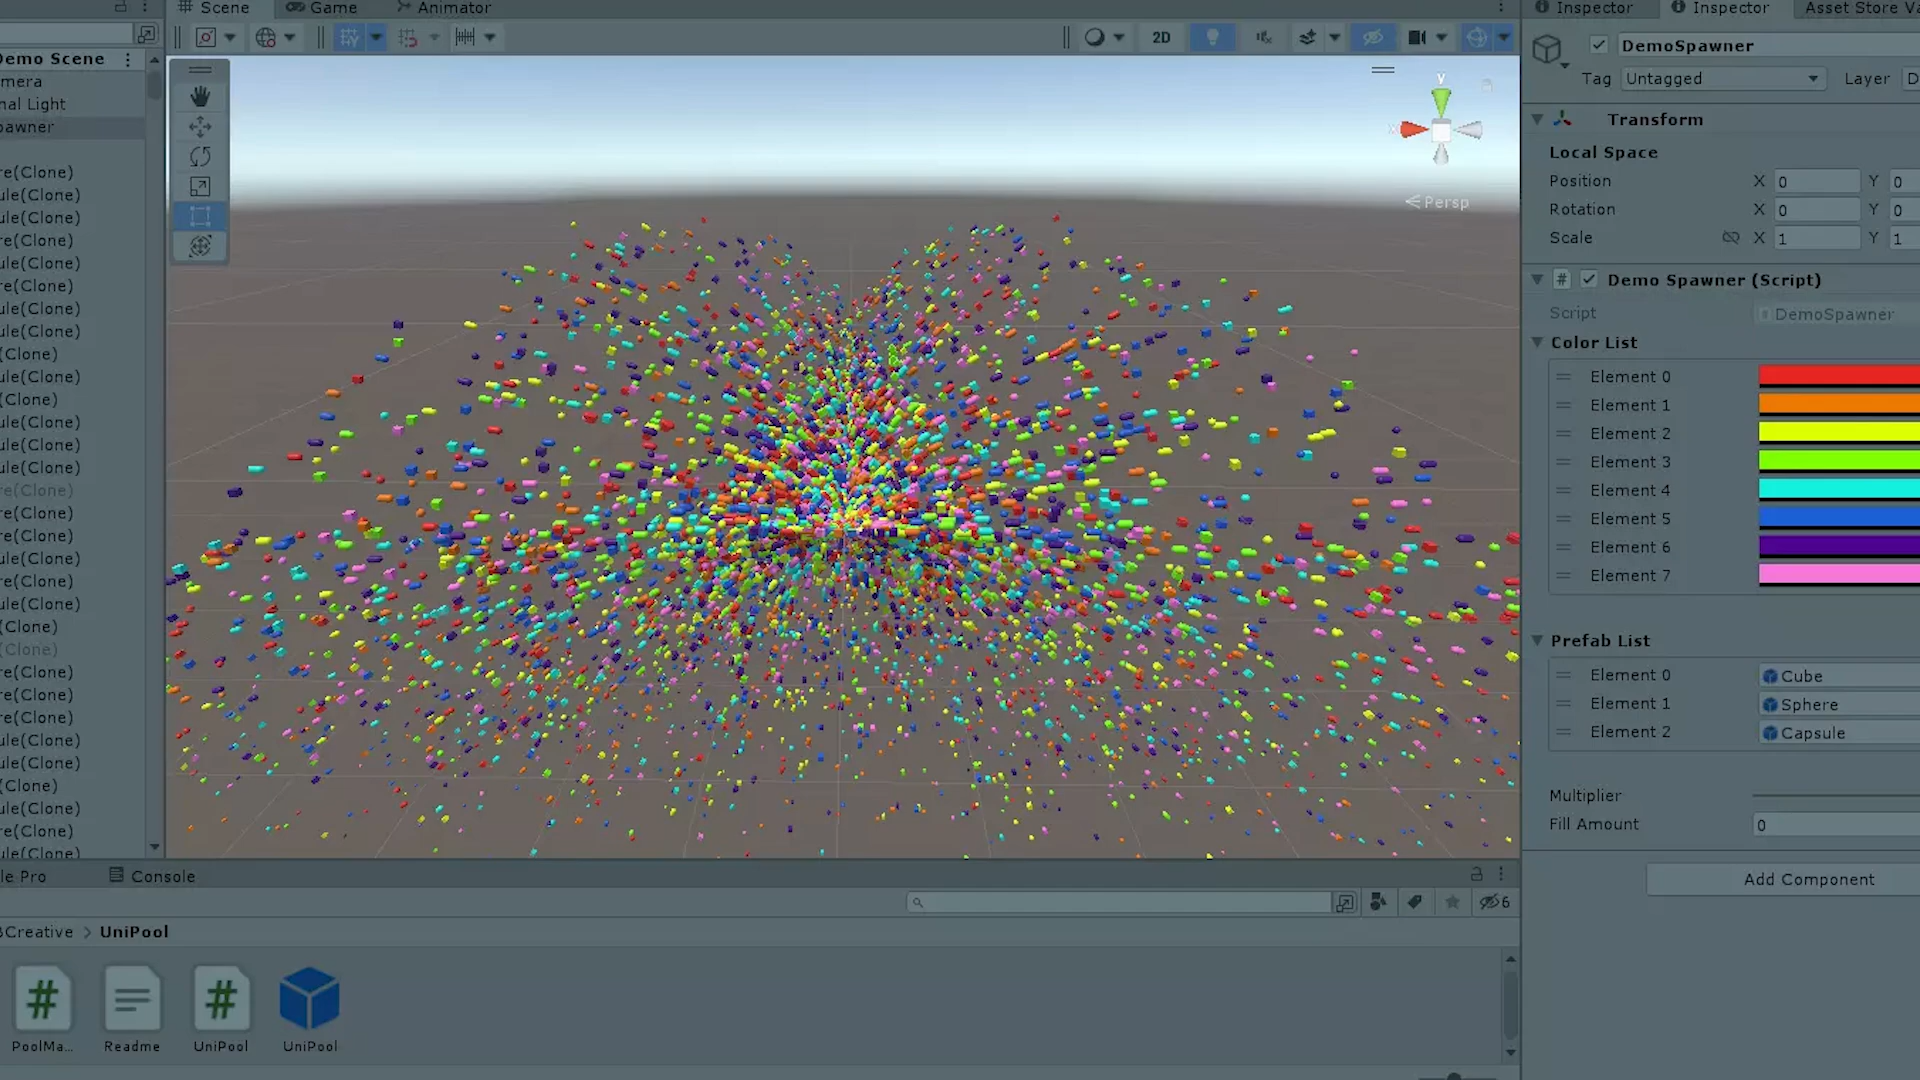 Scene
Game
Animator
Inspector
Inspector
Asset Store Va
2D
DemoSpawner
Tag
Untagged
Layer
D
Demo Scene
mera
nal Light
pawner
re(Clone)
ule(Clone)
ule(Clone)
re(Clone)
ule(Clone)
re(Clone)
ule(Clone)
ule(Clone)
(Clone)
ule(Clone)
(Clone)
ule(Clone)
ule(Clone)
ule(Clone)
re(Clone)
re(Clone)
re(Clone)
ule(Clone)
re(Clone)
ule(Clone)
(Clone)
(Clone)
re(Clone)
re(Clone)
re(Clone)
ule(Clone)
ule(Clone)
(Clone)
ule(Clone)
re(Clone)
ule(Clone)
y
x
Persp
Transform
Local Space
Position
X
0
Y
0
Rotation
X
0
Y
0
Scale
X
1
Y
1
# Demo Spawner (Script)
Script
DemoSpawner
Color List
Element 0
Element 1
Element 2
Element 3
Element 4
Element 5
Element 6
Element 7
Prefab List
Element 0
Cube
Element 1
Sphere
Element 2
Capsule
Multiplier
Fill Amount
0
Add Component
le Pro
Console
6
BCreative > UniPool
#
#
PoolMa...
Readme
UniPool
UniPool